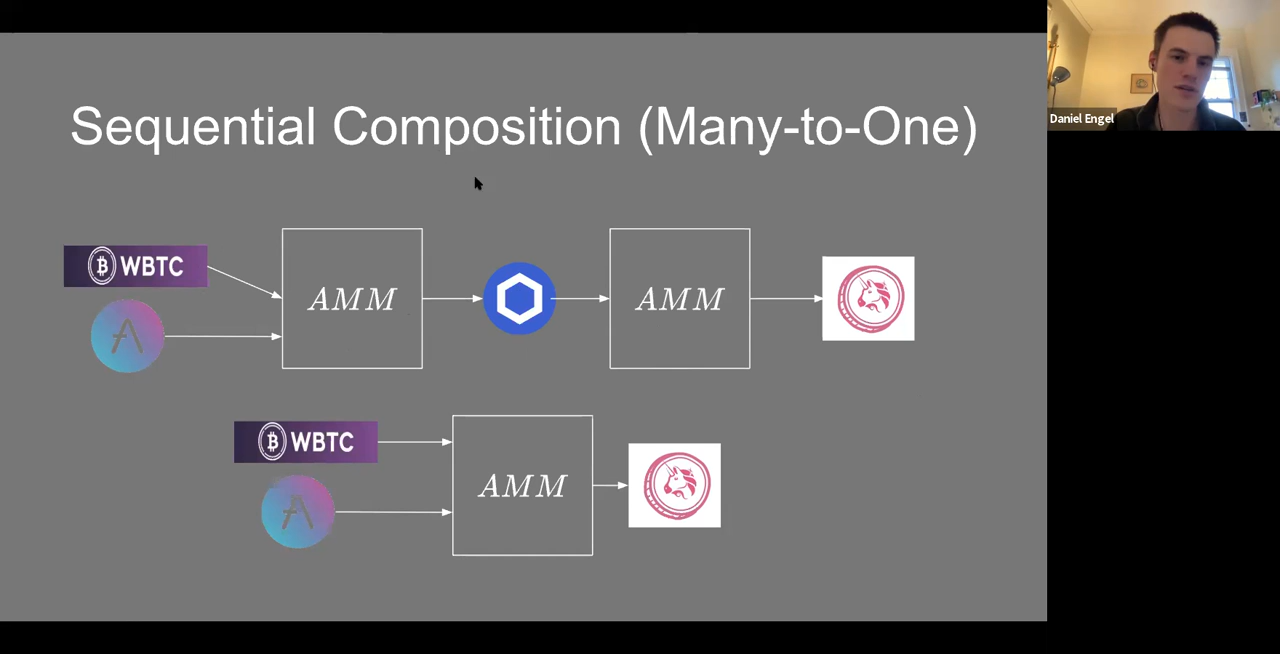 Sequential Composition (Many-to-One)
Daniel Engel
WBTC
AMM
AMM
WBTC
AMM